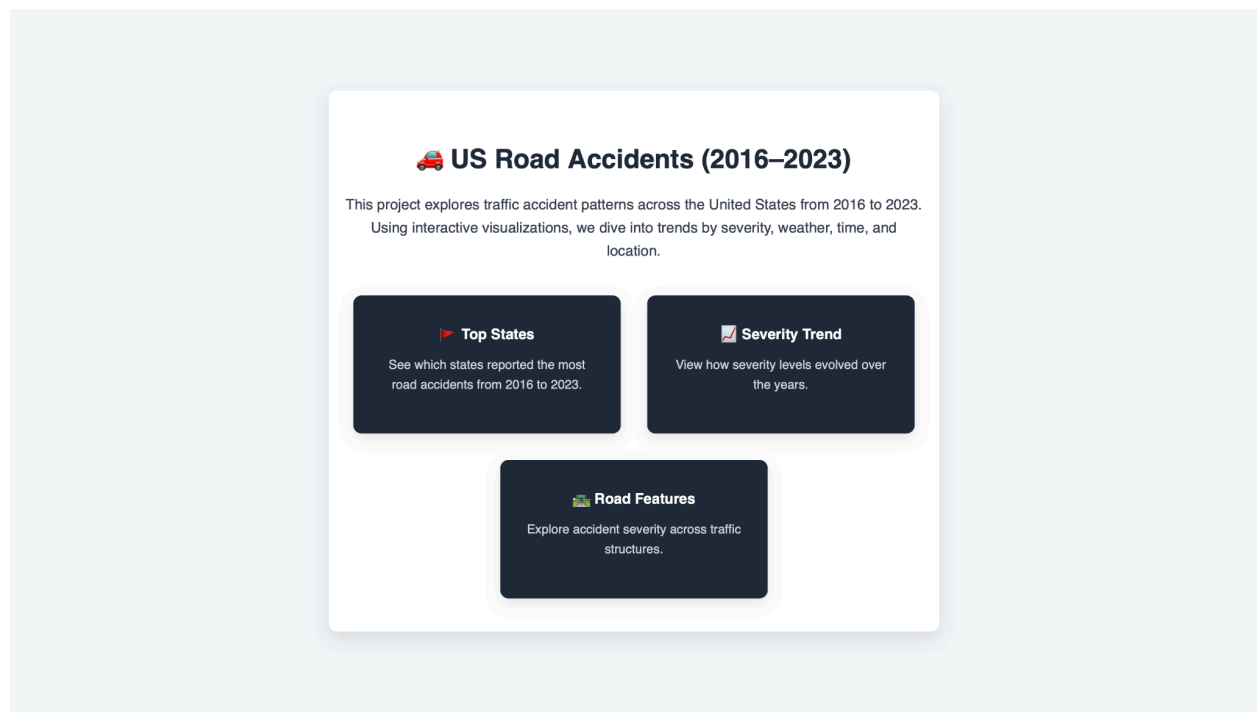 🚗 US Road Accidents (2016–2023)
This project explores traffic accident patterns across the United States from 2016 to 2023.
Using interactive visualizations, we dive into trends by severity, weather, time, and
location.
🚩 Top States
See which states reported the most
road accidents from 2016 to 2023.
📈 Severity Trend
View how severity levels evolved over
the years.
🛣️ Road Features
Explore accident severity across traffic
structures.